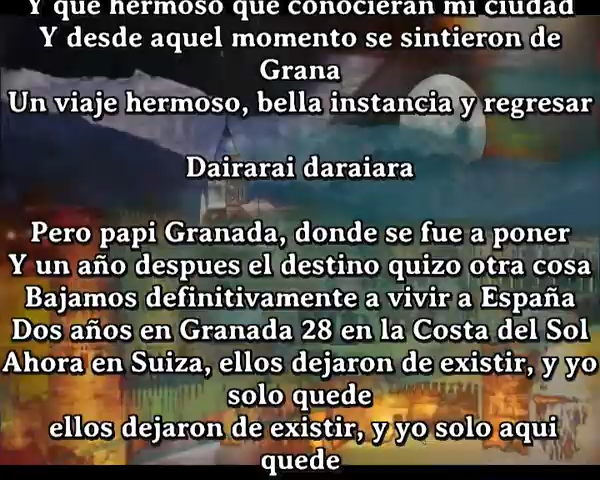 Y que hermoso que conocieran mi ciudad
Y desde aquel momento se sintieron de
Grana
Un viaje hermoso, bella instancia y regresar
Dairarai daraiara
Pero papi Granada, donde se fue a poner
Y un año despues el destino quizo otra cosa
Bajamos definitivamente a vivir a España
Dos años en Granada 28 en la Costa del Sol
Ahora en Suiza, ellos dejaron de existir, y yo
solo quede
ellos dejaron de existir, y yo solo aqui
quede